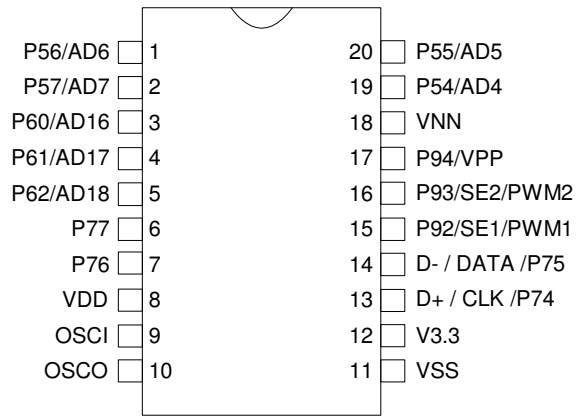 P56/AD6 1 20 P55/AD5
P57/AD7 2 19 P54/AD4
P60/AD16 3 18 VNN
P61/AD17 4 17 P94/VPP
P62/AD18 5 16 P93/SE2/PWM2
P77 6 15 P92/SE1/PWM1
P76 7 14 D- / DATA /P75
VDD 8 13 D+ / CLK /P74
OSCI 9 12 V3.3
OSCO 10 11 VSS